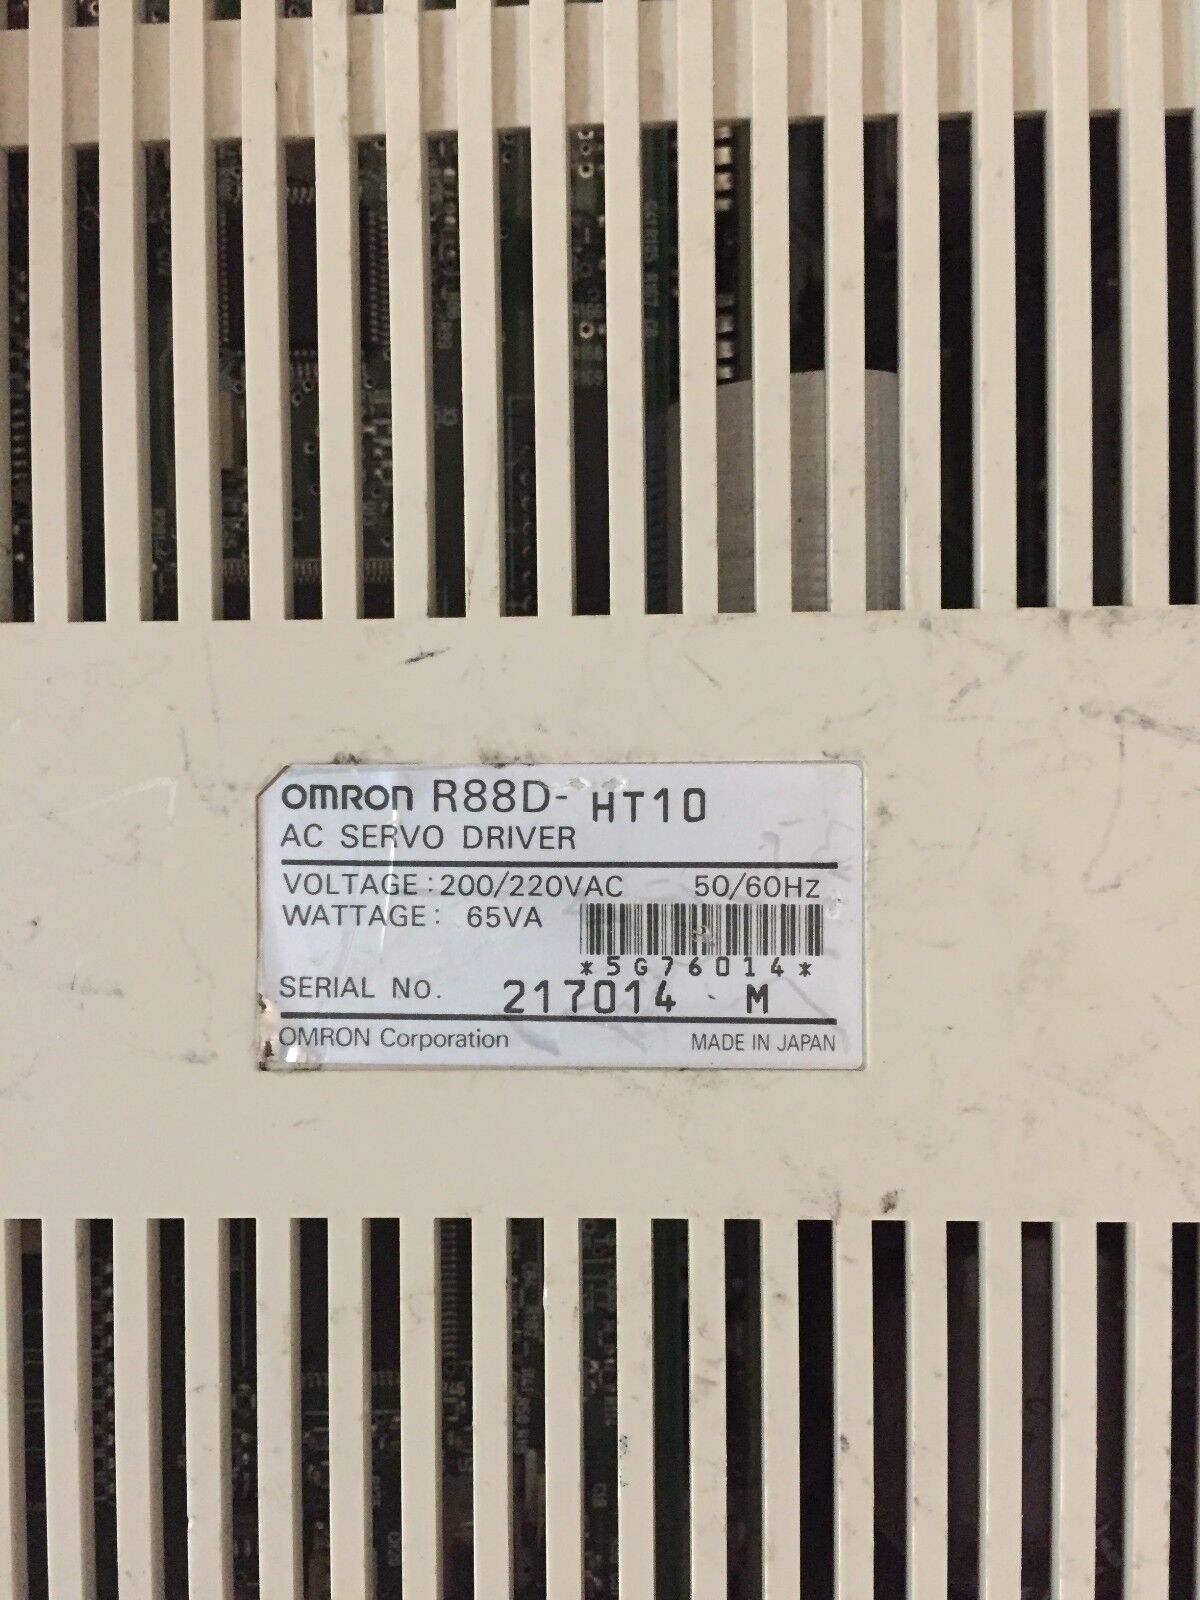 OMRON R88D-HT10
AC SERVO DRIVER
VOLTAGE:200/220VAC 50/60Hz
WATTAGE: 65VA
*5G76014*
SERIAL No. 217014 M
OMRON Corporation MADE IN JAPAN